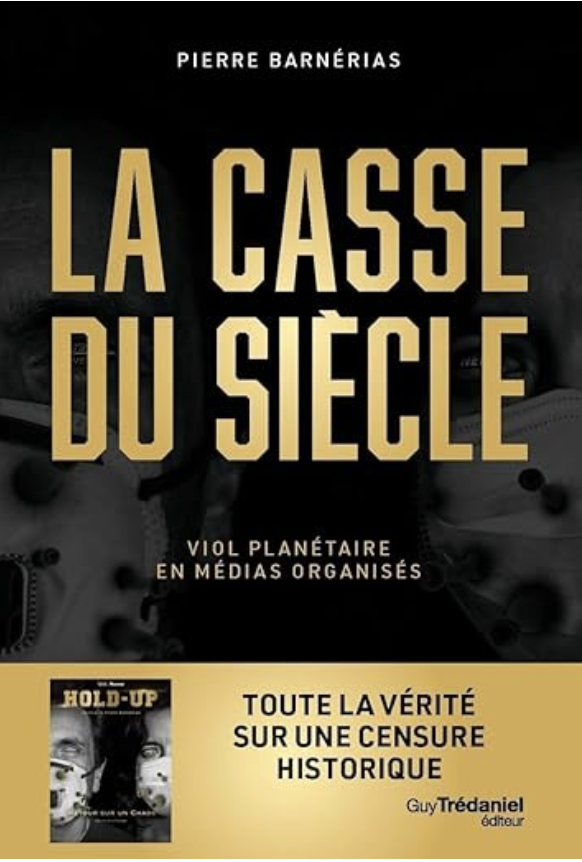 PIERRE BARNÉRIAS
LA CASSE
DU SIÈCLE
VIOL PLANÉTAIRE
EN MÉDIAS ORGANISÉS
HOLD-UP
TOUTE LA VÉRITÉ
SUR UNE CENSURE
HISTORIQUE
GuyTrédaniel
éditeur